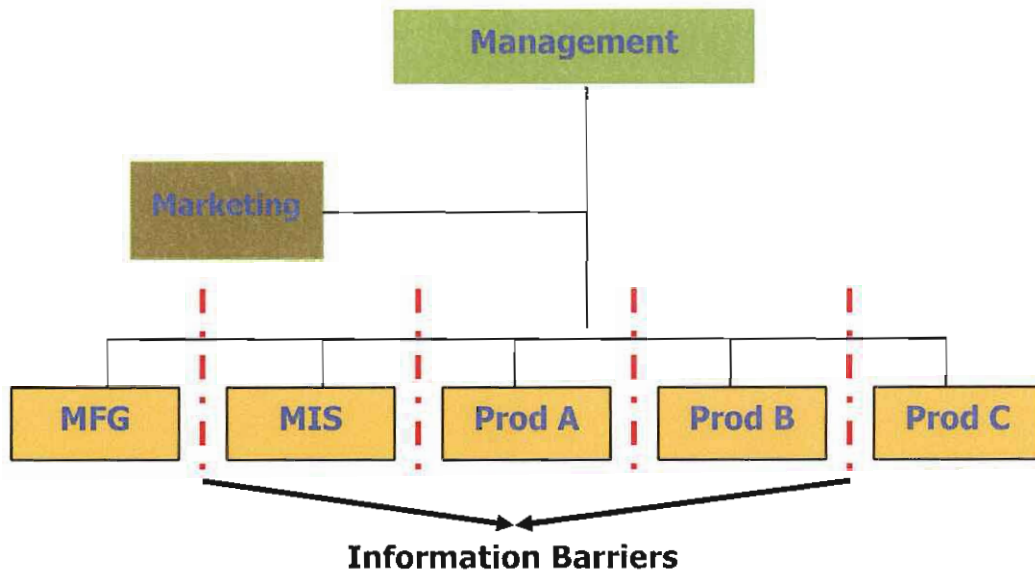 Management
Marketing
MFG
MIS
Prod A
Prod B
Prod C
Information Barriers